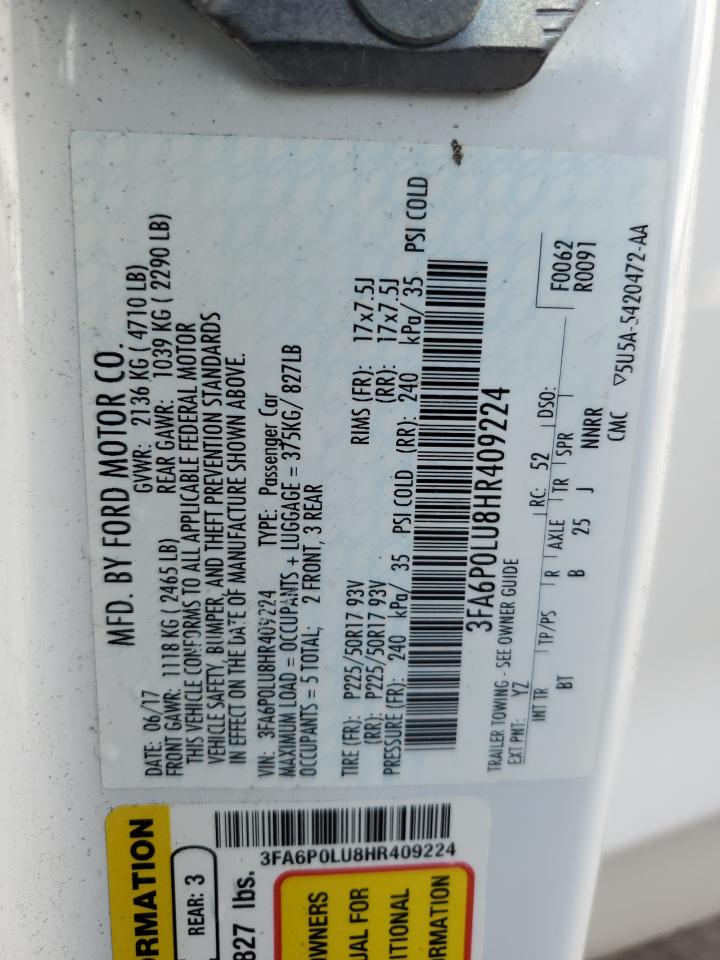 MFD. BY FORD MOTOR CO.
DATE: 06/17 GVWR: 2136 KG ( 4710 LB)
FRONT GAWR: 1118 KG ( 2465 LB) REAR GAWR: 1039 KG ( 2290 LB)
THIS VEHICLE CONFORMS TO ALL APPLICABLE FEDERAL MOTOR
VEHICLE SAFETY, BUMPER, AND THEFT PREVENTION STANDARDS
IN EFFECT ON THE DATE OF MANUFACTURE SHOWN ABOVE.
VIN: 3FA6P0LU8HR409224 TYPE: Passenger Car
MAXIMUM LOAD = OCCUPANTS + LUGGAGE = 375KG/ 827LB
OCCUPANTS = 5 TOTAL; 2 FRONT, 3 REAR
TIRE (FR): P225/50R17 93V RIMS (FR): 17x7.5J
(RR): P225/50R17 93V (RR): 17x7.5J
PRESSURE (FR): 240 kPa/ 35 PSI COLD (RR): 240 kPa/ 35 PSI COLD
3FA6P0LU8HR409224
TRAILER TOWING - SEE OWNER GUIDE
EXT PNT: YZ RC: 52 DSO: F0062
R0091
INT TR TP/PS R AXLE TR SPR
BT B 25 J NNRR
CMC ▽5U5A-5420472-AA
3FA6P0LU8HR409224
RMATION
REAR: 3
827 lbs.
OWNERS
UAL FOR
ITIONAL
ORMATION